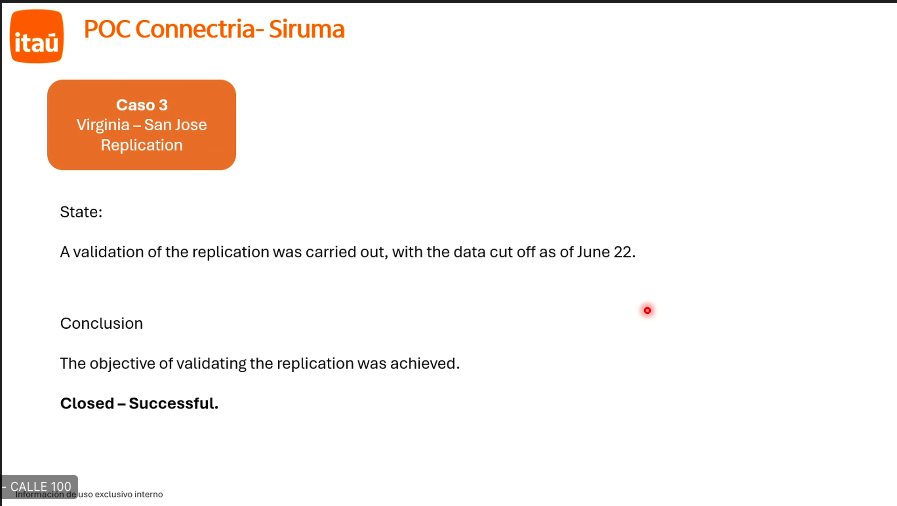 itaú
POC Connectria- Siruma
Caso 3
Virginia – San Jose
Replication
State:
A validation of the replication was carried out, with the data cut off as of June 22.
Conclusion
The objective of validating the replication was achieved.
Closed – Successful.
- CALLE 100
Información de uso exclusivo interno